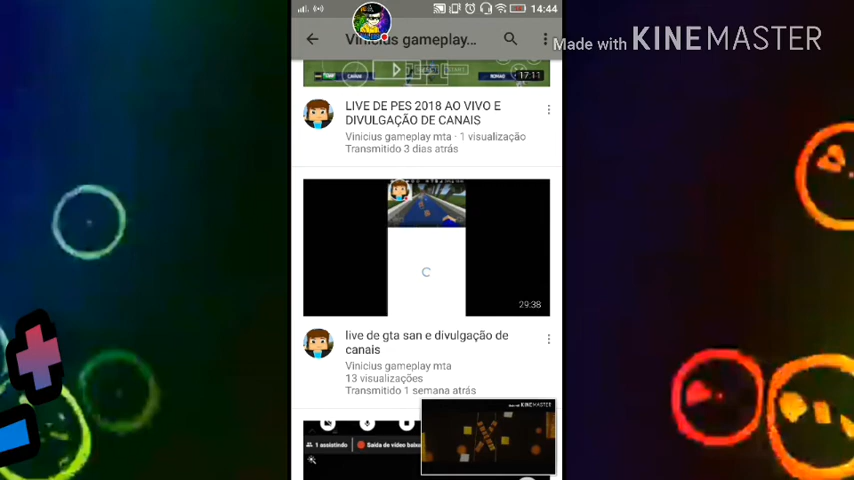 14:44
Vinicius gameplay...
Made with KINEMASTER
17:11
LIVE DE PES 2018 AO VIVO E
DIVULGAÇÃO DE CANAIS
Vinicius gameplay mta · 1 visualização
Transmitido 3 dias atrás
29:38
live de gta san e divulgação de
canais
Vinicius gameplay mta
13 visualizações
Transmitido 1 semana atrás
KINEMASTER
1 assistindo
Saída de vídeo baixa